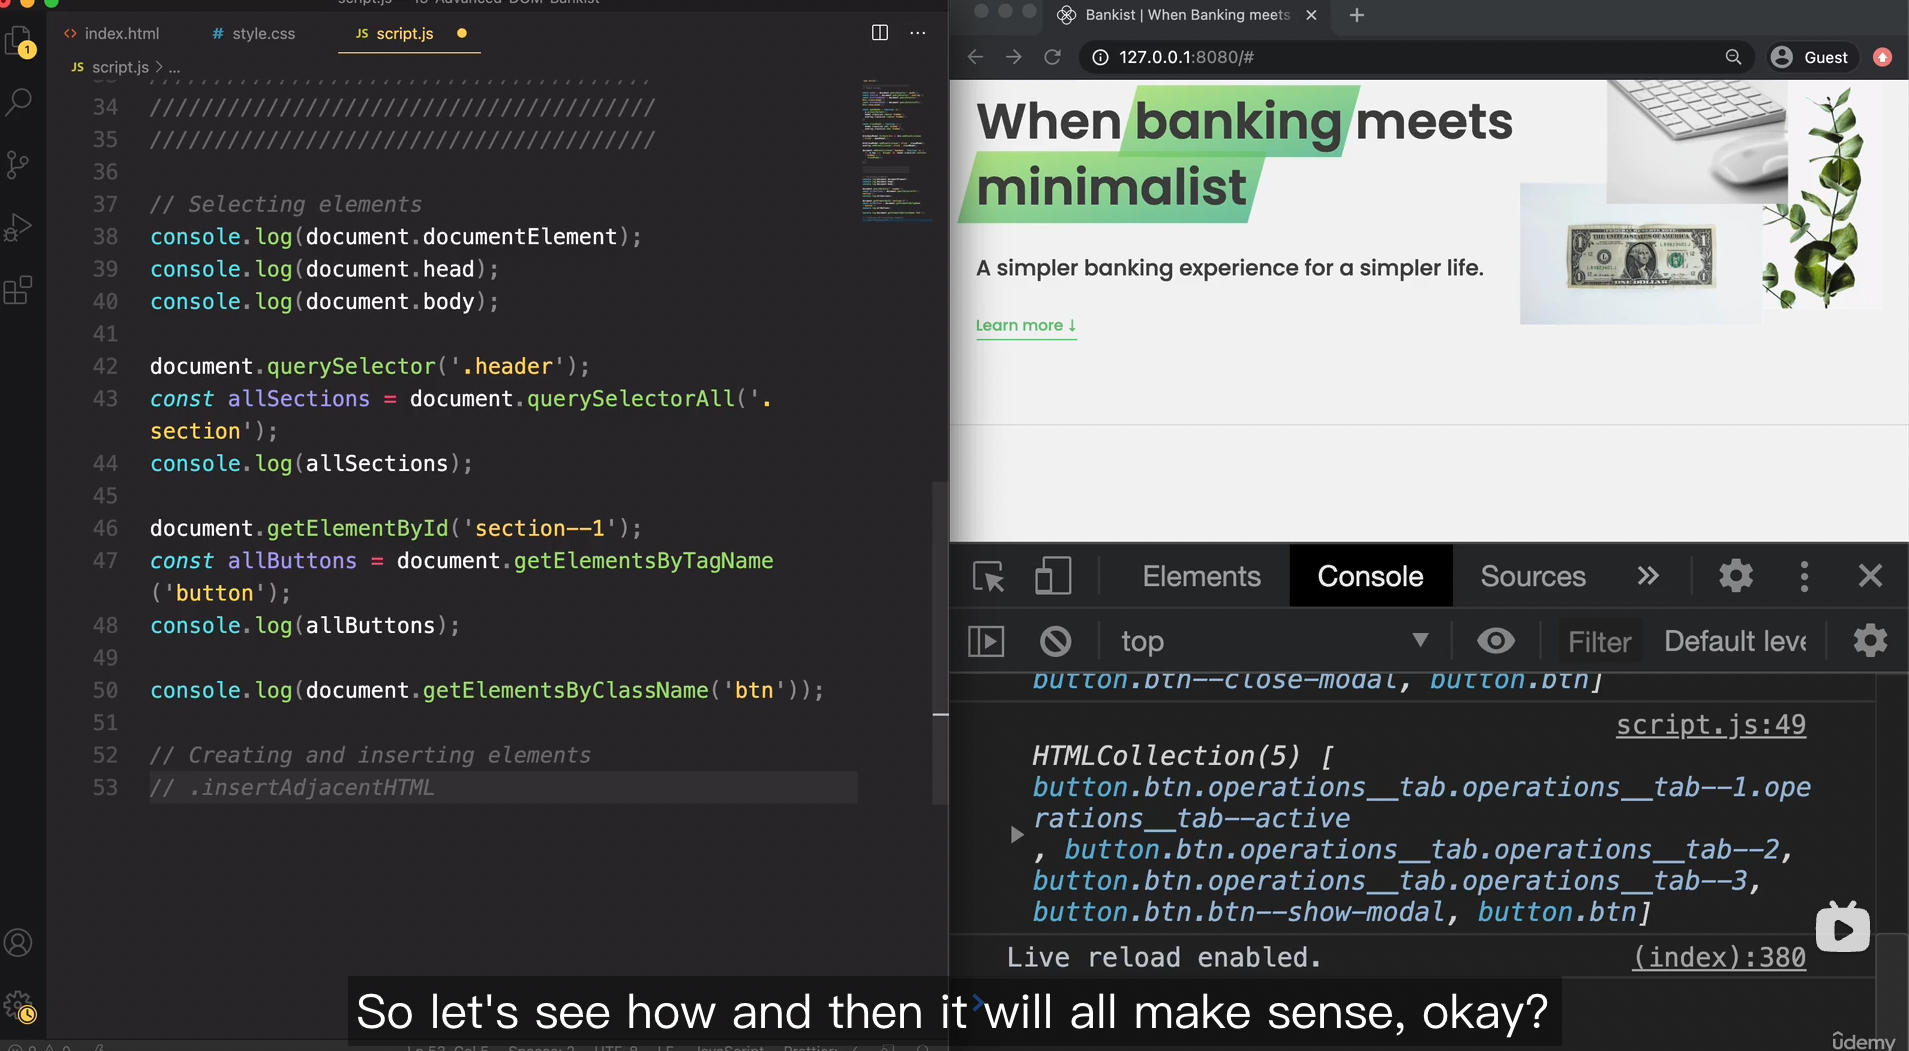 index.html
# style.css
JS script.js
1
JS script.js > ...
34 ///////////////////////////////////////
35 ///////////////////////////////////////
36
37 // Selecting elements
38 console.log(document.documentElement);
39 console.log(document.head);
40 console.log(document.body);
41
42 document.querySelector('.header');
43 const allSections = document.querySelectorAll('.
section');
44 console.log(allSections);
45
46 document.getElementById('section--1');
47 const allButtons = document.getElementsByTagName
('button');
48 console.log(allButtons);
49
50 console.log(document.getElementsByClassName('btn'));
51
52 // Creating and inserting elements
53 // .insertAdjacentHTML
Bankist | When Banking meets
127.0.0.1:8080/#
Guest
When banking meets
minimalist
A simpler banking experience for a simpler life.
Learn more ↓
Elements Console Sources
top
Filter
Default leve
button.btn--close-modal, button.btn]
script.js:49
HTMLCollection(5) [
button.btn.operations__tab.operations__tab--1.ope
rations__tab--active
, button.btn.operations__tab.operations__tab--2,
button.btn.operations__tab.operations__tab--3,
button.btn.btn--show-modal, button.btn]
Live reload enabled.
(index):380
So let's see how and then it will all make sense, okay?
ûdemy